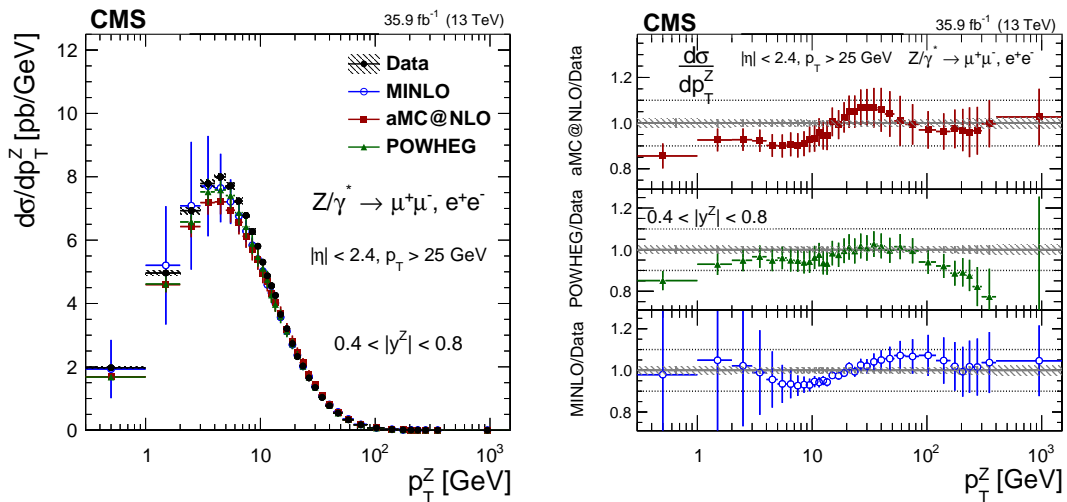 CMS
35.9 fb⁻¹ (13 TeV)
dσ/dp_T^Z [pb/GeV]
12
10
8
6
4
2
0
Data
MINLO
aMC@NLO
POWHEG
Z/γ* → μ⁺μ⁻, e⁺e⁻
|η| < 2.4, p_T > 25 GeV
0.4 < |y^Z| < 0.8
1
10
10²
10³
p_T^Z [GeV]
CMS
35.9 fb⁻¹ (13 TeV)
aMC@NLO/Data
1.2
1.0
0.8
dσ/dp_T^Z
|η| < 2.4, p_T > 25 GeV
Z/γ* → μ⁺μ⁻, e⁺e⁻
POWHEG/Data
1.2
1.0
0.8
0.4 < |y^Z| < 0.8
MINLO/Data
1.2
1.0
0.8
1
10
10²
10³
p_T^Z [GeV]